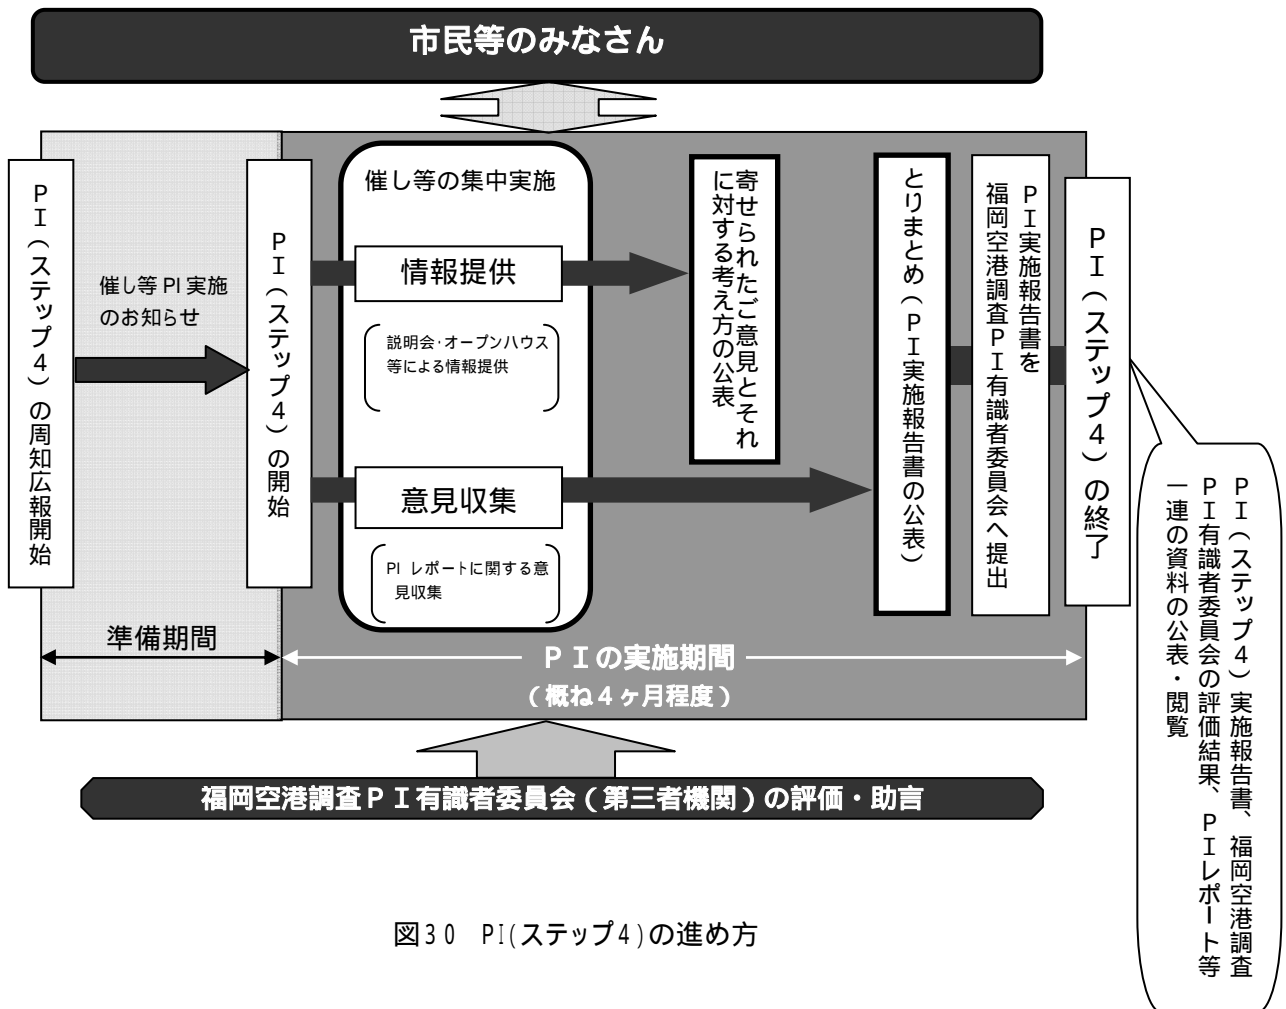 市民等のみなさん
PI(ステップ4)の周知広報開始
催し等 PI 実施
のお知らせ
PI(ステップ4)の開始
催し等の集中実施
情報提供
説明会・オープンハウス
等による情報提供
意見収集
PI レポートに関する意
見収集
寄せられたご意見とそれ
に対する考え方の公表
とりまとめ(PI実施報告書の公表)
PI実施報告書を
福岡空港調査PI有識者委員会へ提出
PI(ステップ4)の終了
PI(ステップ4)実施報告書、福岡空港調査
PI有識者委員会の評価結果、PIレポート等
一連の資料の公表・閲覧
準備期間
PIの実施期間
(概ね4ヶ月程度)
福岡空港調査PI有識者委員会(第三者機関)の評価・助言
図30 PI(ステップ4)の進め方